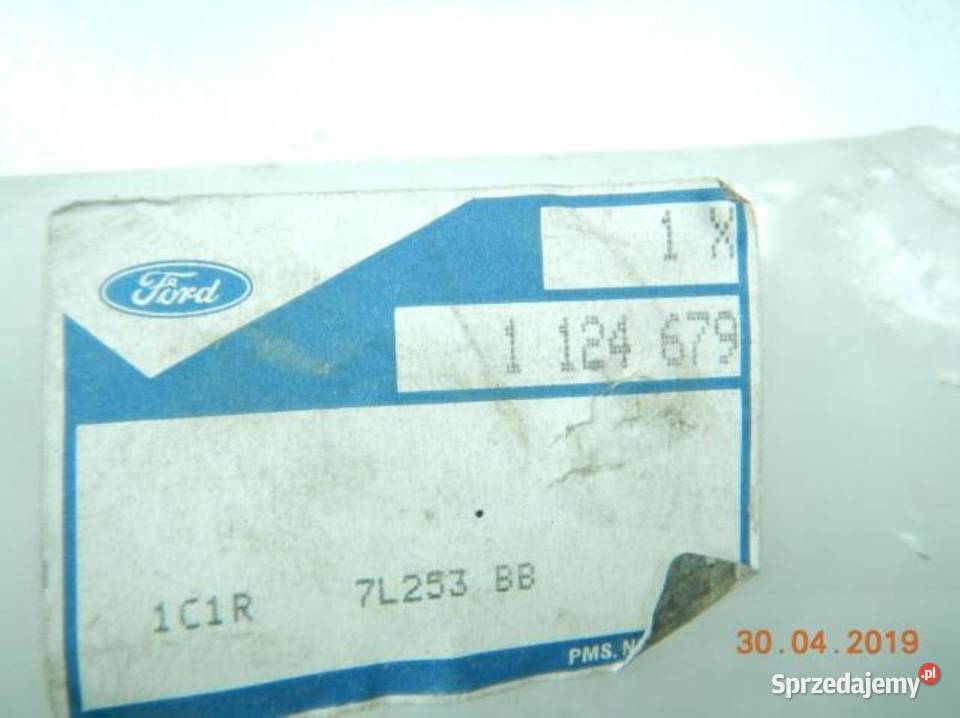 1 X
Ford
1 124 679
1C1R 7L253 BB
PMS. N
30.04.2019
Sprzedajemy.pl